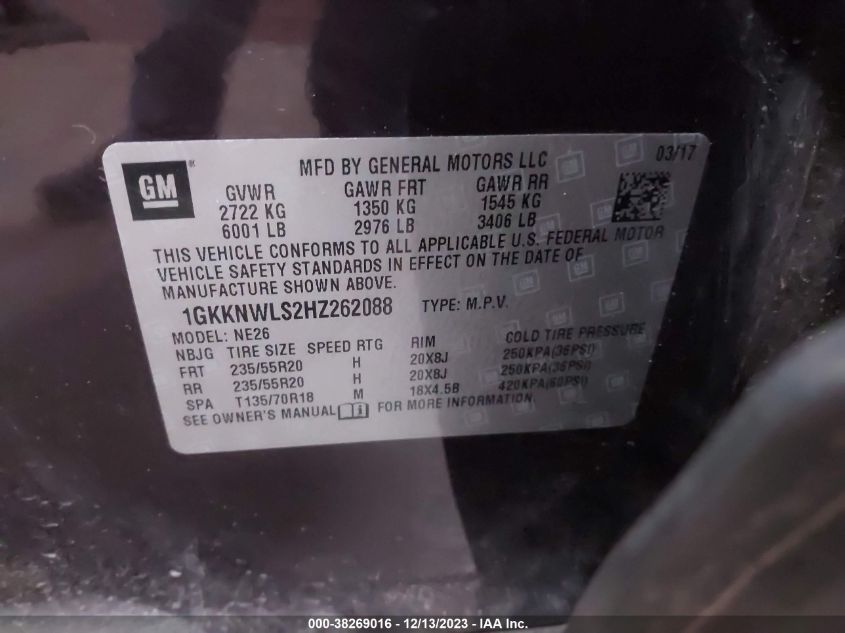 GM
MFD BY GENERAL MOTORS LLC
03/17
GVWR GAWR FRT GAWR RR
2722 KG 1350 KG 1545 KG
6001 LB 2976 LB 3406 LB
THIS VEHICLE CONFORMS TO ALL APPLICABLE U.S. FEDERAL MOTOR
VEHICLE SAFETY STANDARDS IN EFFECT ON THE DATE OF
MANUFACTURE SHOWN ABOVE.
1GKKNWLS2HZ262088 TYPE: M.P.V.
MODEL: NE26
NBJG TIRE SIZE SPEED RTG RIM COLD TIRE PRESSURE
FRT 235/55R20 H 20X8J 250KPA(36PSI)
RR 235/55R20 H 20X8J 250KPA(36PSI)
SPA T135/70R18 M 18X4.5B 420KPA(60PSI)
SEE OWNER'S MANUAL FOR MORE INFORMATION.
000-38269016 - 12/13/2023 - IAA Inc.